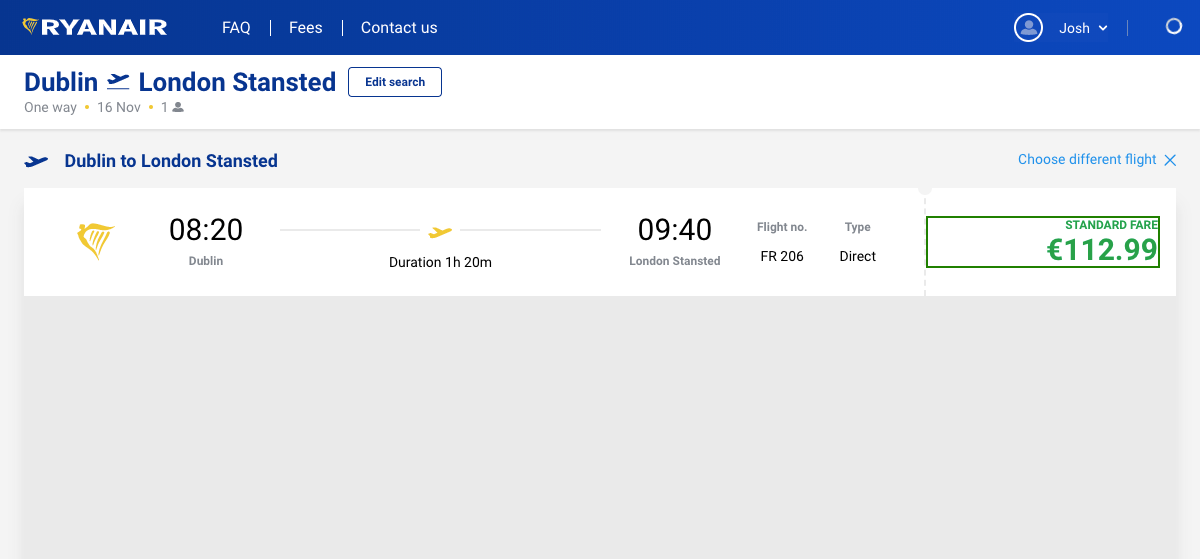 RYANAIR FAQ Fees Contact us Josh
Dublin London Stansted Edit search
One way • 16 Nov • 1
Dublin to London Stansted Choose different flight
08:20 09:40 Flight no. Type STANDARD FARE
Dublin Duration 1h 20m London Stansted FR 206 Direct €112.99